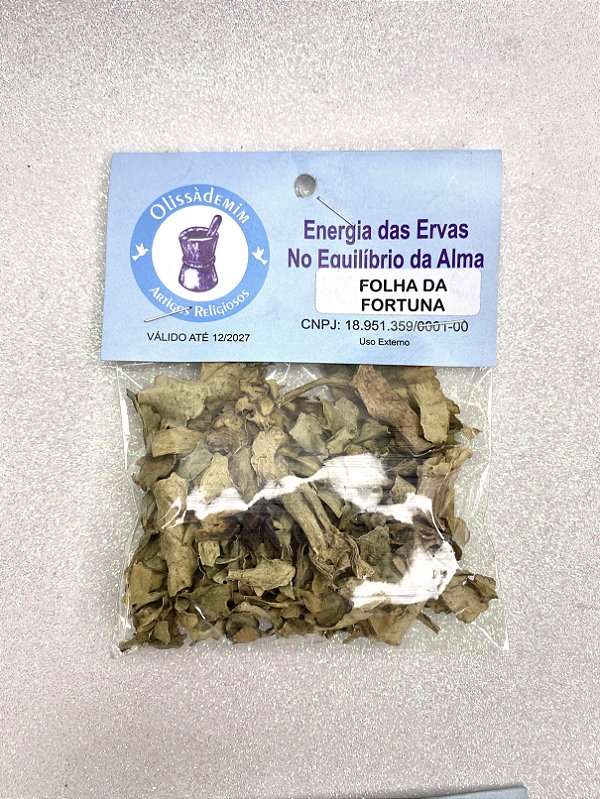 Olissàdemim
Artigos Religiosos
VÁLIDO ATÉ 12/2027
Energia das Ervas
No Equilíbrio da Alma
FOLHA DA
FORTUNA
CNPJ: 18.951.359/0001-00
Uso Externo